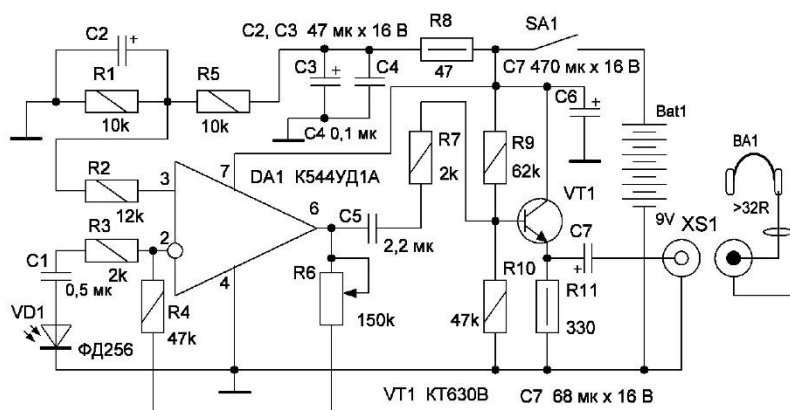 C2
R1
10k
R5
10k
C2, C3 47 мк x 16 В
C3
C4
C4 0,1 мк
R8
47
SA1
C7 470 мк x 16 В
C6
Bat1
9V
R7
2k
R9
62k
VT1
BA1
>32R
XS1
R2
12k
3
7
DA1 К544УД1А
6
2
4
R3
2k
C1
0,5 мк
VD1
ФД256
R4
47k
C5
2,2 мк
R6
150k
R10
47k
C7
R11
330
VT1 КТ630В
C7 68 мк x 16 В